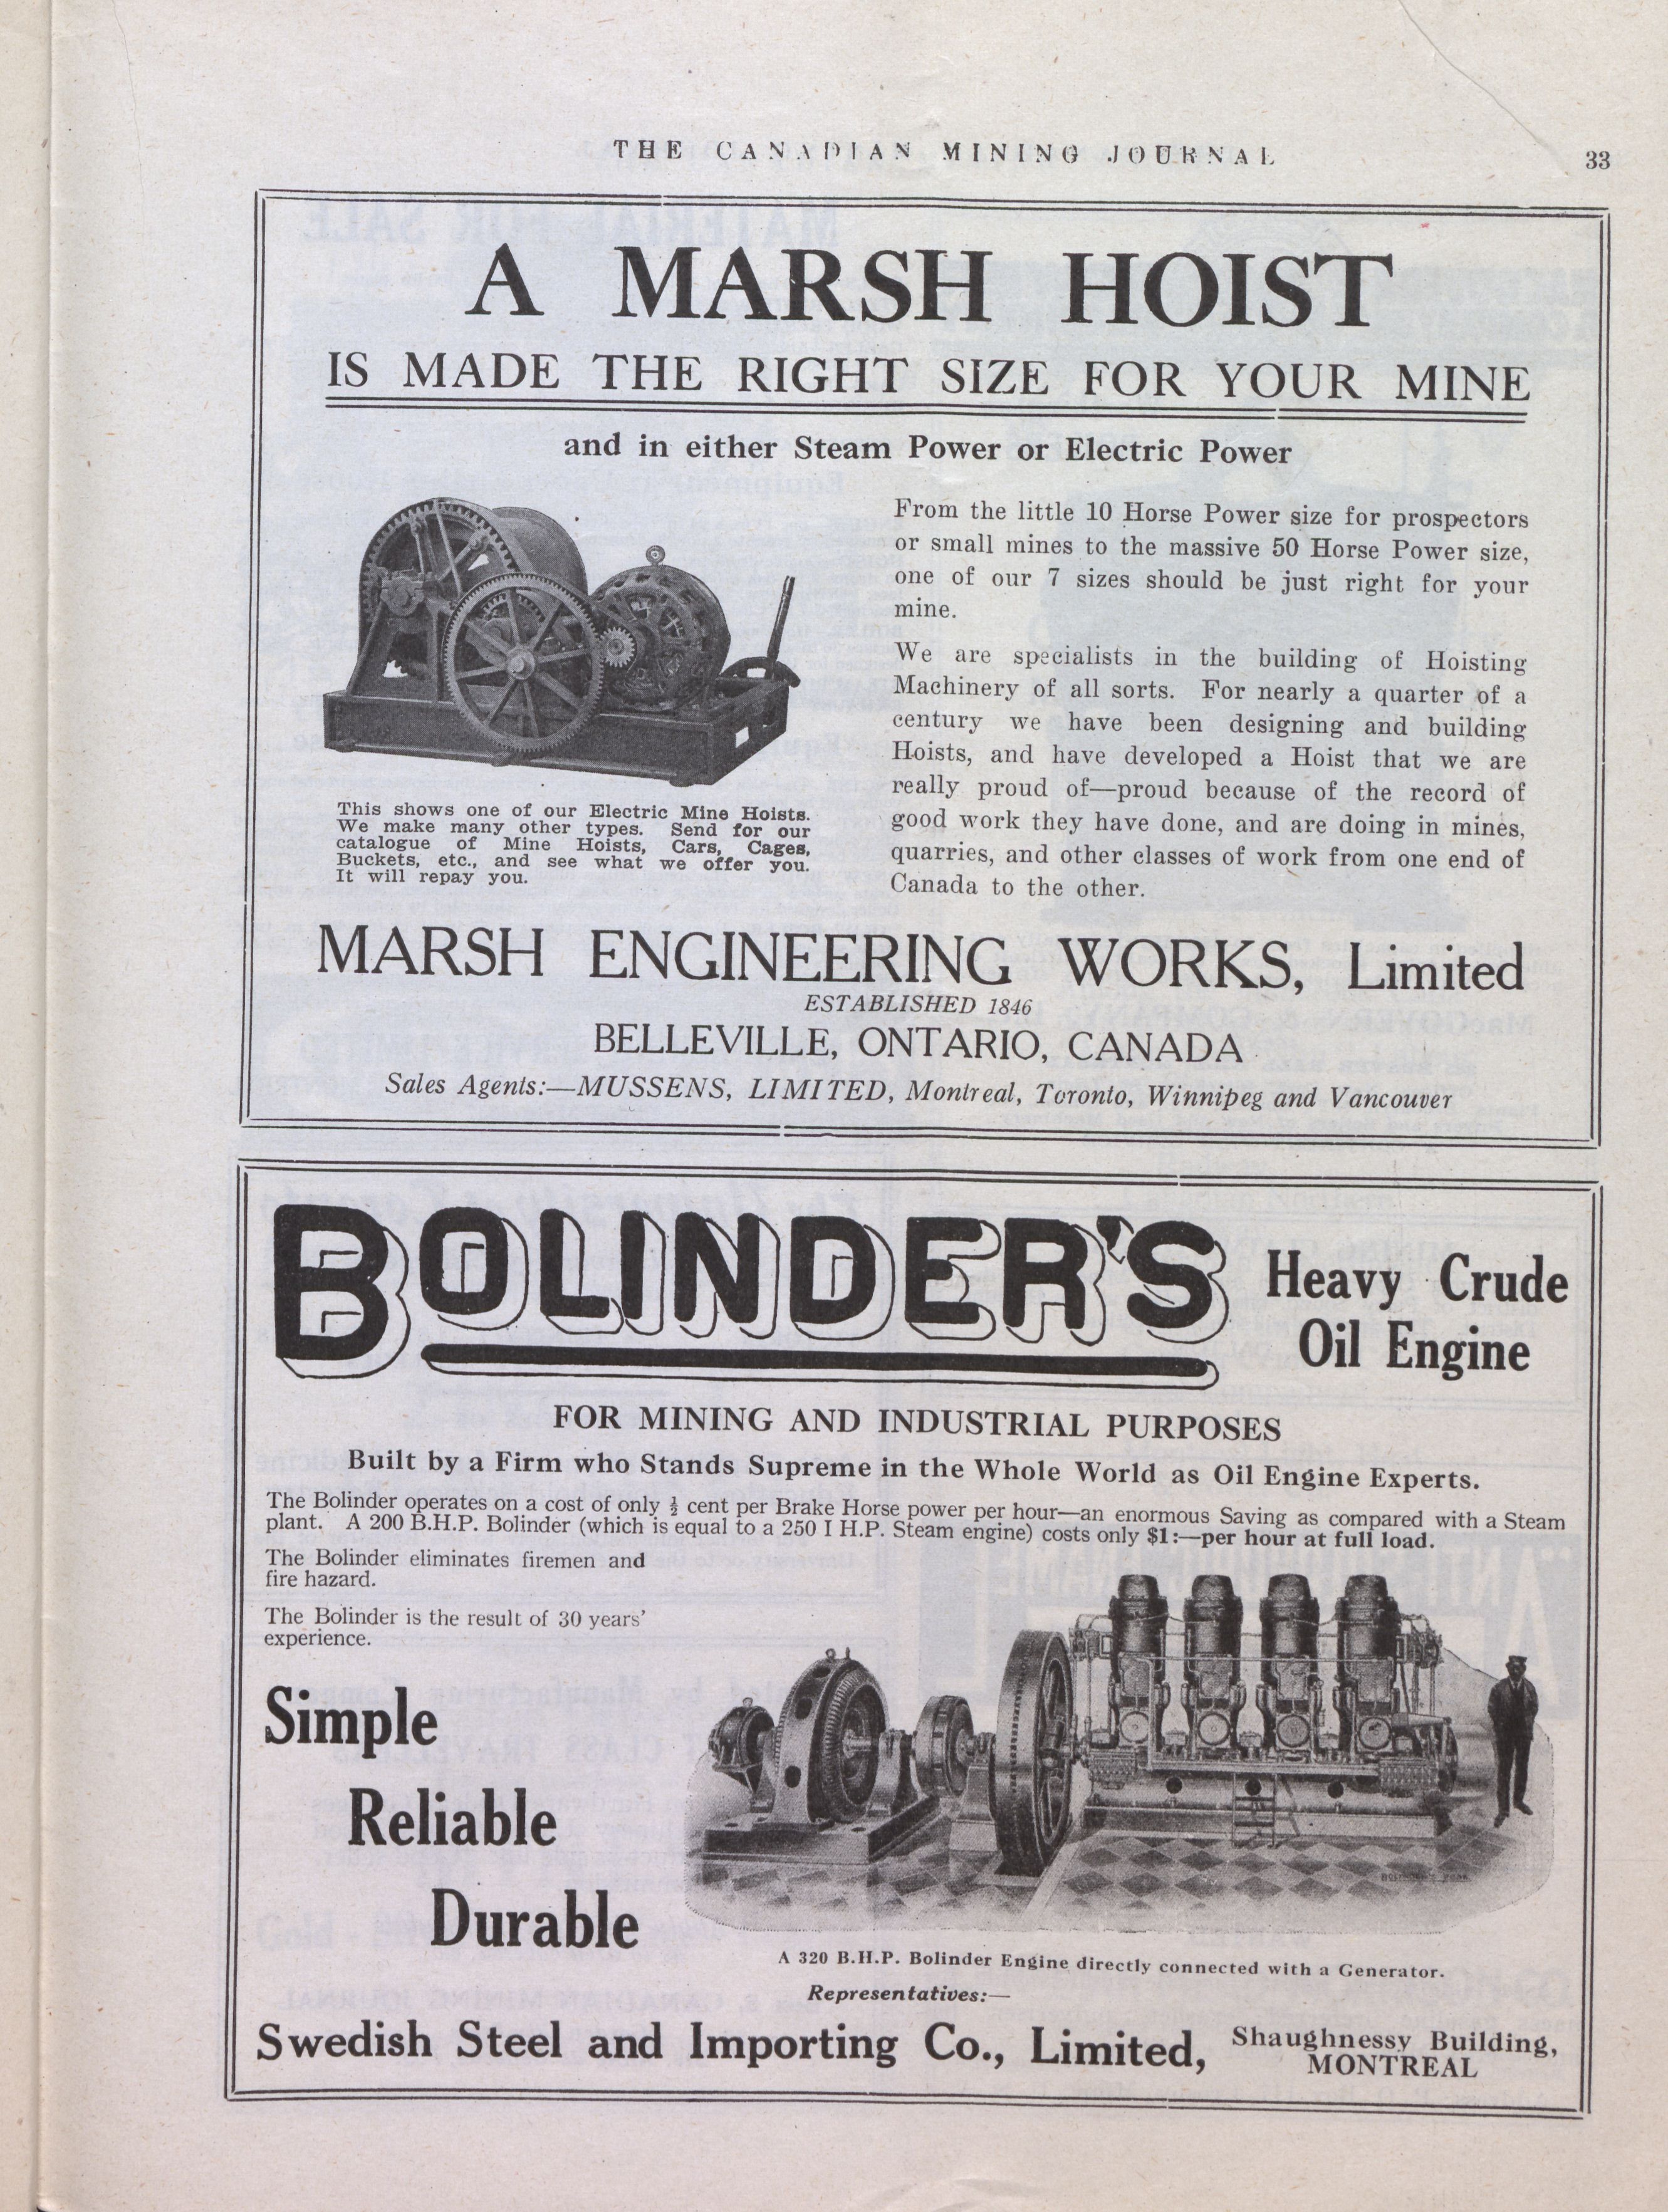 THE CANADIAN MINING JOURNAL
33
A MARSH HOIST
IS MADE THE RIGHT SIZE FOR YOUR MINE
and in either Steam Power or Electric Power
From the little 10 Horse Power size for prospectors
or small mines to the massive 50 Horse Power size,
one of our 7 sizes should be just right for your
mine.
We are specialists in the building of Hoisting
Machinery of all sorts. For nearly a quarter of a
century we have been designing and building
Hoists, and have developed a Hoist that we are
really proud of—proud because of the record of
good work they have done, and are doing in mines,
quarries, and other classes of work from one end of
Canada to the other.
This shows one of our Electric Mine Hoists.
We make many other types. Send for our
catalogue of Mine Hoists, Cars, Cages,
Buckets, etc., and see what we offer you.
It will repay you.
MARSH ENGINEERING WORKS, Limited
ESTABLISHED 1846
BELLEVILLE, ONTARIO, CANADA
Sales Agents:—MUSSENS, LIMITED, Montreal, Toronto, Winnipeg and Vancouver
BOLINDER'S
Heavy Crude
Oil Engine
FOR MINING AND INDUSTRIAL PURPOSES
Built by a Firm who Stands Supreme in the Whole World as Oil Engine Experts.
The Bolinder operates on a cost of only ½ cent per Brake Horse power per hour—an enormous Saving as compared with a Steam
plant. A 200 B.H.P. Bolinder (which is equal to a 250 I H.P. Steam engine) costs only $1:—per hour at full load.
The Bolinder eliminates firemen and
fire hazard.
The Bolinder is the result of 30 years'
experience.
Simple
Reliable
Durable
A 320 B.H.P. Bolinder Engine directly connected with a Generator.
Representatives:—
Swedish Steel and Importing Co., Limited,
Shaughnessy Building,
MONTREAL